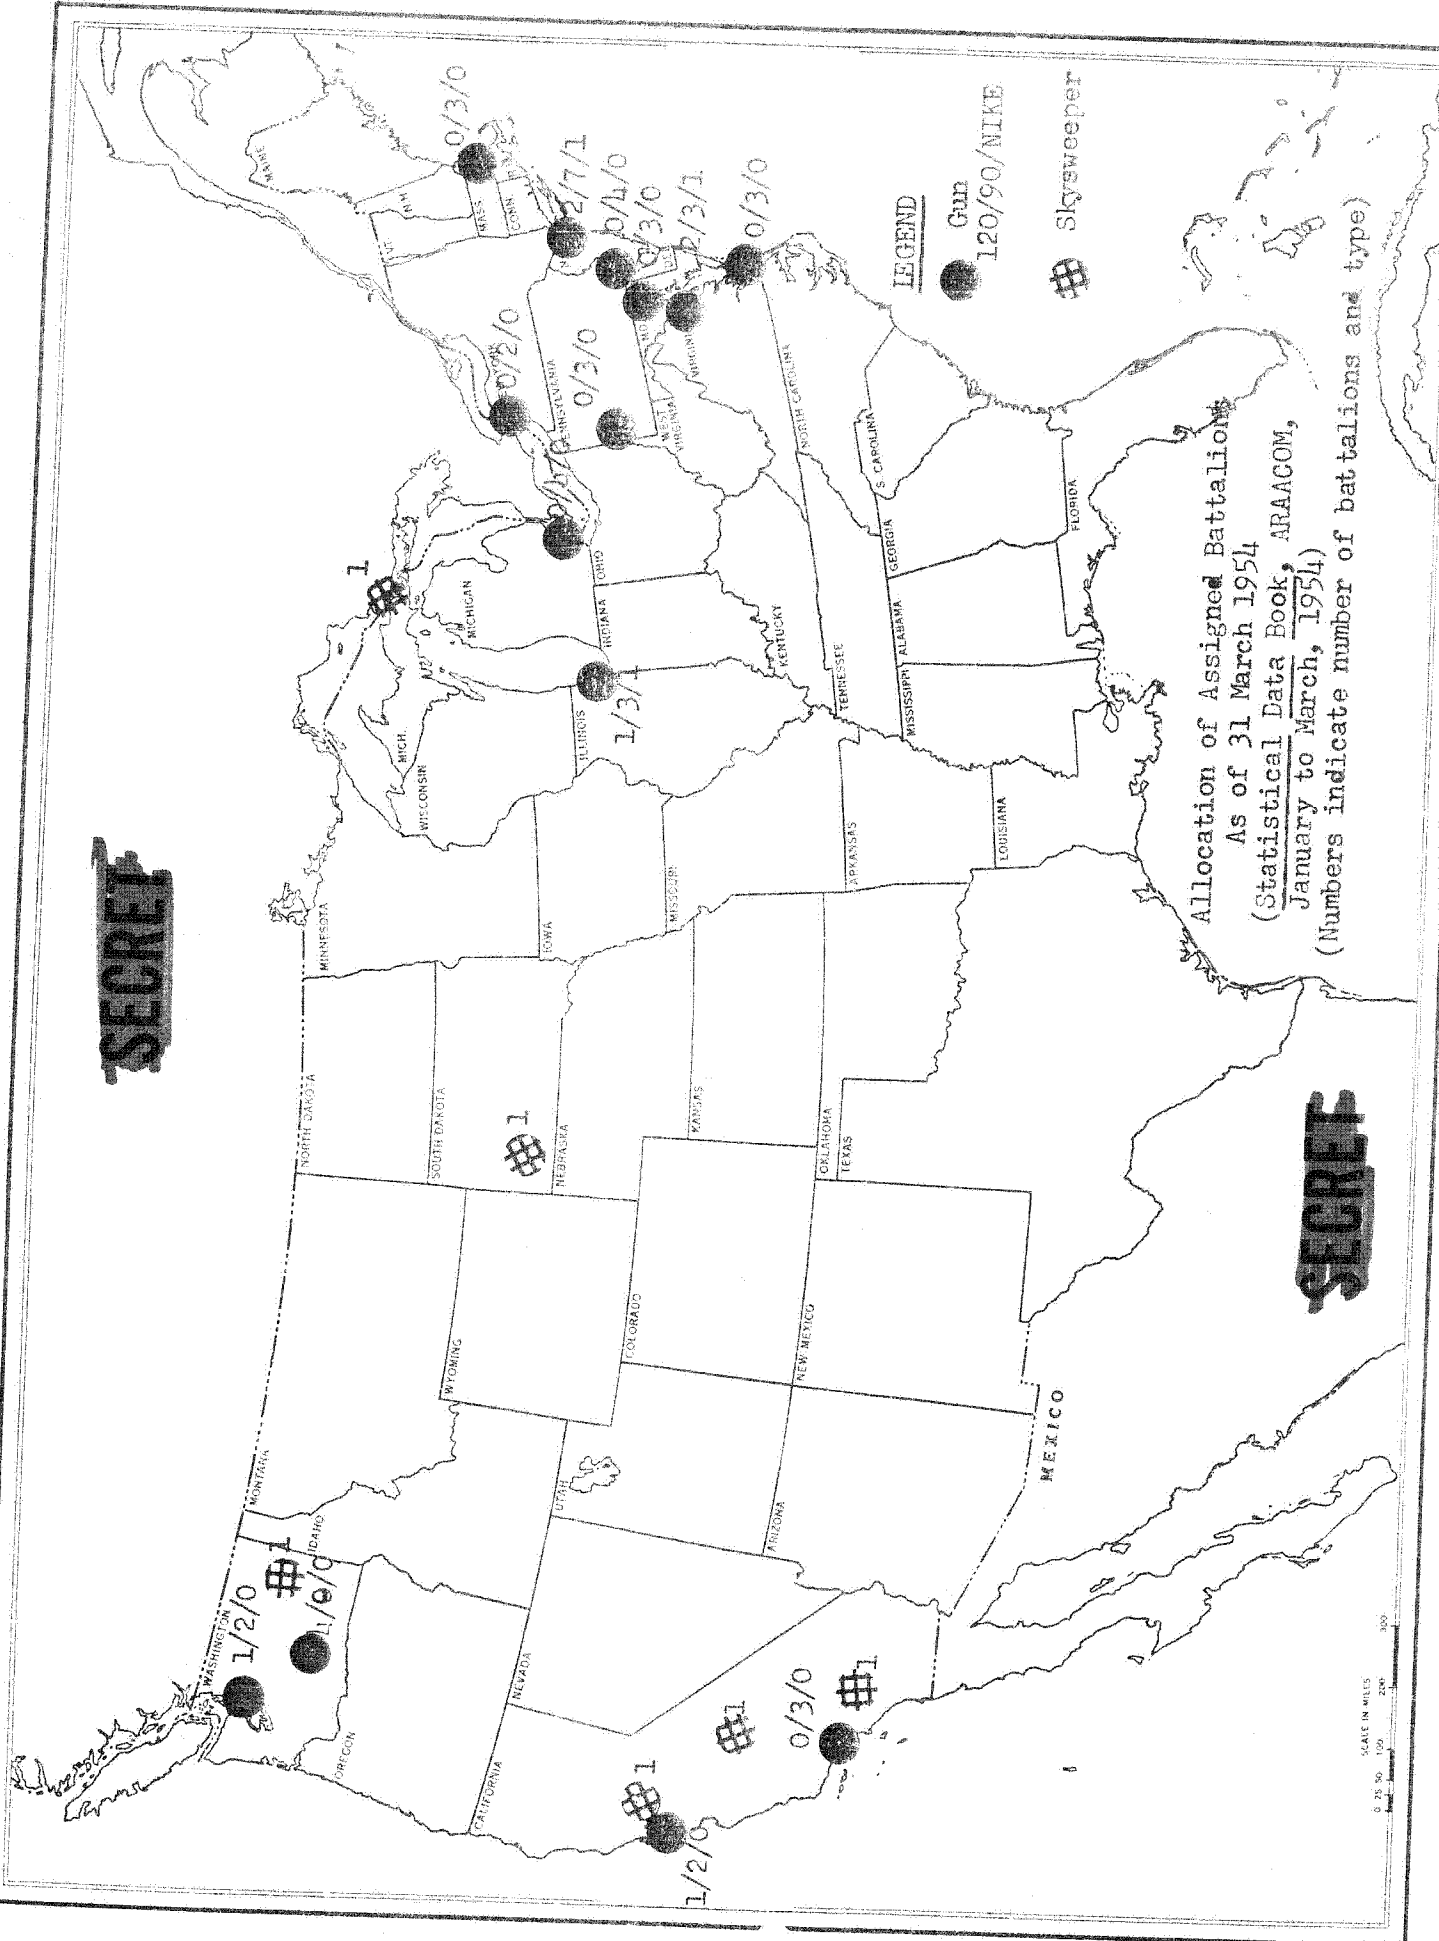 SECRET
WASHINGTON
1/2/0
1
IDAHO
MONTANA
OREGON
NEVADA
CALIFORNIA
1
1/2/0
1
0/3/0
1
UTAH
ARIZONA
WYOMING
COLORADO
NEW MEXICO
MEXICO
NORTH DAKOTA
SOUTH DAKOTA
1
NEBRASKA
KANSAS
OKLAHOMA
TEXAS
MINNESOTA
IOWA
MISSOURI
ARKANSAS
LOUISIANA
WISCONSIN
MICH.
1
MICHIGAN
ILLINOIS
1/3/1
INDIANA
OHIO
KENTUCKY
TENNESSEE
MISSISSIPPI
ALABAMA
GEORGIA
FLORIDA
S. CAROLINA
NORTH CAROLINA
WEST
VIRGINIA
VIRGINIA
PENNSYLVANIA
0/2/0
0/3/0
MAINE
VT.
N.H.
MASS
CONN
0/3/0
2/7/1
0/4/0
0/3/0
2/3/1
0/3/0
LEGEND
Gun
120/90/NIKE
Skysweeper
Allocation of Assigned Battalions
As of 31 March 1954
(Statistical Data Book, ARAACOM,
January to March, 1954)
(Numbers indicate number of battalions and type)
SCALE IN MILES
0 25 50 100 200 300
SECRET